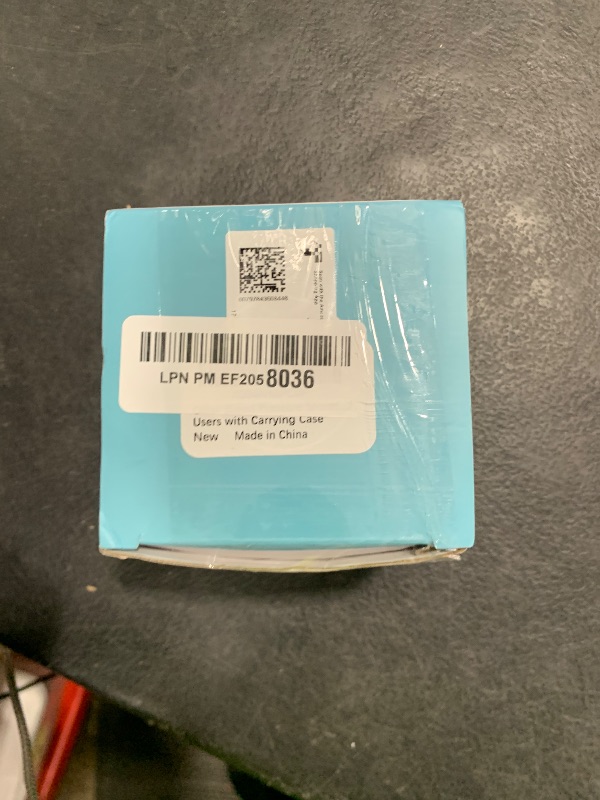 LPN PM EF2058036
Users with Carrying Case
New Made in China